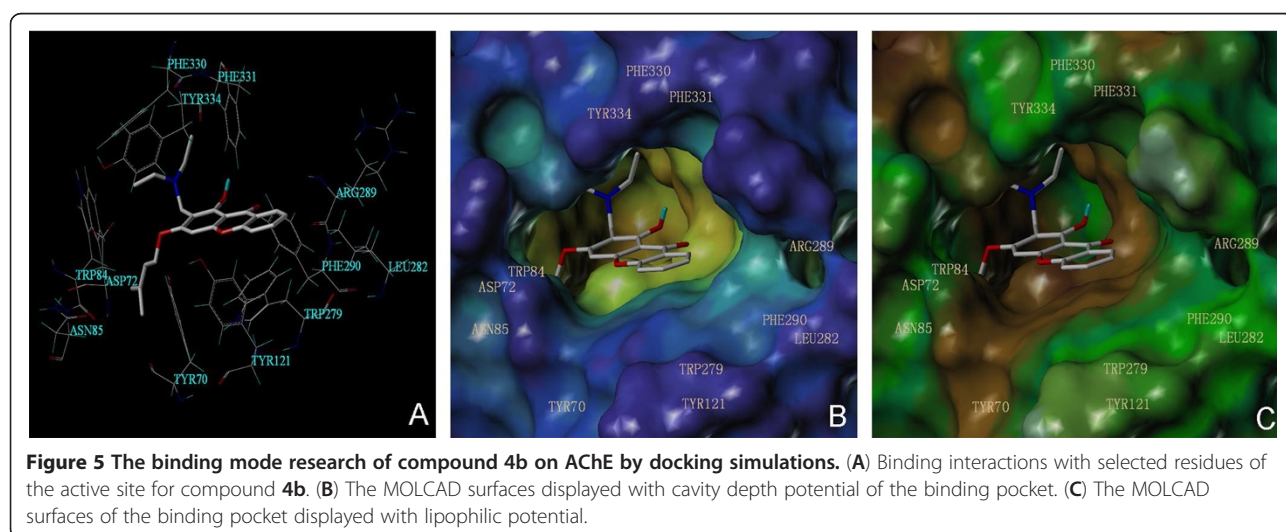 PHE330
PHE331
TYR334
ARG289
TRP84
ASP72
PHE290
LEU282
ASN85
TRP279
TYR121
TYR70
A
PHE330
PHE331
TYR334
ARG289
TRP84
ASP72
ASN85
PHE290
LEU282
TRP279
TYR70
TYR121
B
PHE330
PHE331
TYR334
ARG289
TRP84
ASP72
ASN85
PHE290
LEU282
TRP279
TYR70
TYR121
C
Figure 5 The binding mode research of compound 4b on AChE by docking simulations. (A) Binding interactions with selected residues of
the active site for compound 4b. (B) The MOLCAD surfaces displayed with cavity depth potential of the binding pocket. (C) The MOLCAD
surfaces of the binding pocket displayed with lipophilic potential.